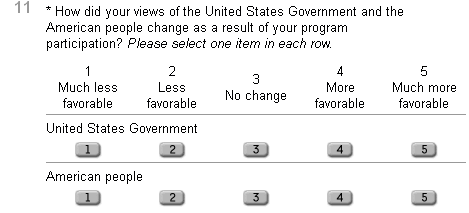 11 * How did your views of the United States Government and the
American people change as a result of your program
participation? Please select one item in each row.
1 2 3 4 5
Much less favorable Less favorable No change More favorable Much more favorable
United States Government
1 2 3 4 5
American people
1 2 3 4 5